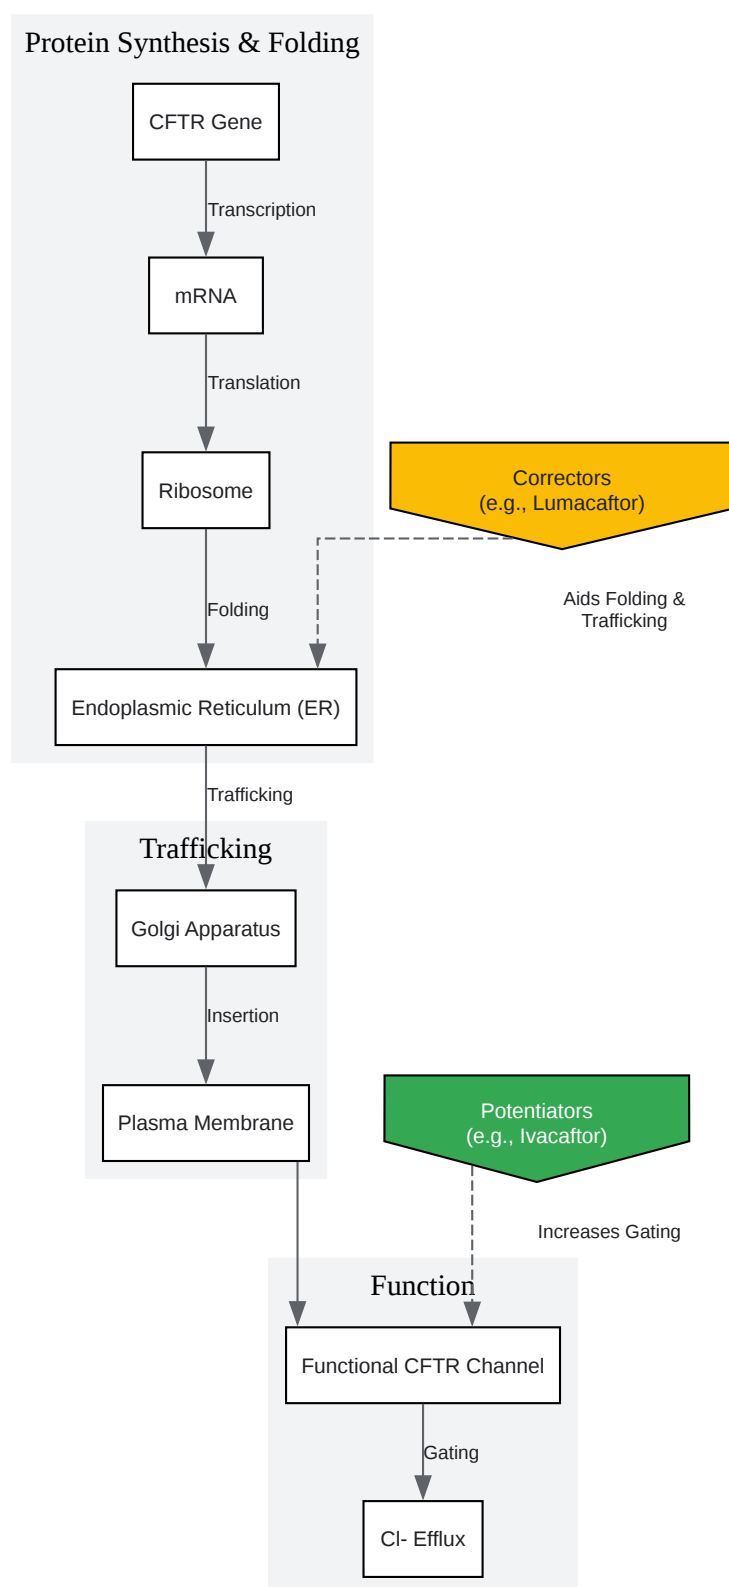 Protein Synthesis & Folding
CFTR Gene
Transcription
mRNA
Translation
Ribosome
Correctors
(e.g., Lumacaftor)
Folding
Aids Folding &
Trafficking
Endoplasmic Reticulum (ER)
Trafficking
Trafficking
Golgi Apparatus
Insertion
Plasma Membrane
Potentiators
(e.g., Ivacaftor)
Increases Gating
Function
Functional CFTR Channel
Gating
Cl- Efflux